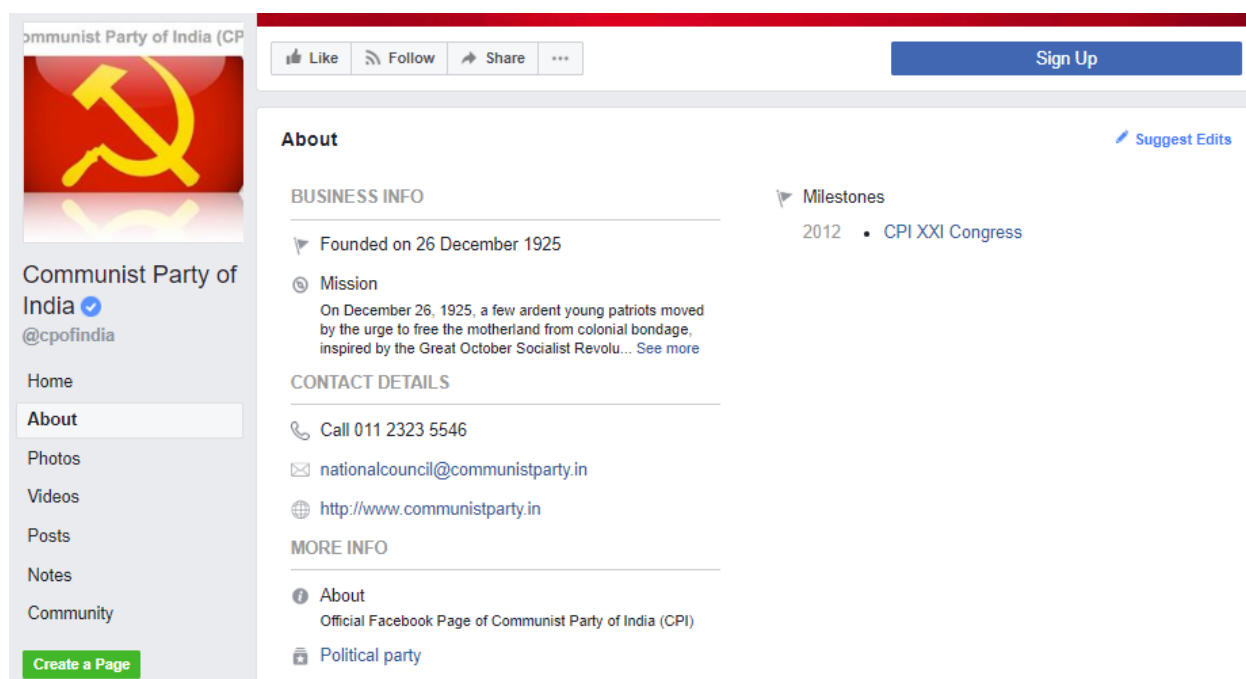 ommunist Party of India (CP
Like Follow Share ...
Sign Up
Communist Party of
India
@cpofindia
Home
About
Photos
Videos
Posts
Notes
Community
Create a Page
About
Suggest Edits
BUSINESS INFO
Founded on 26 December 1925
Mission
On December 26, 1925, a few ardent young patriots moved
by the urge to free the motherland from colonial bondage,
inspired by the Great October Socialist Revolu... See more
CONTACT DETAILS
Call 011 2323 5546
nationalcouncil@communistparty.in
http://www.communistparty.in
MORE INFO
About
Official Facebook Page of Communist Party of India (CPI)
Political party
Milestones
2012 • CPI XXI Congress